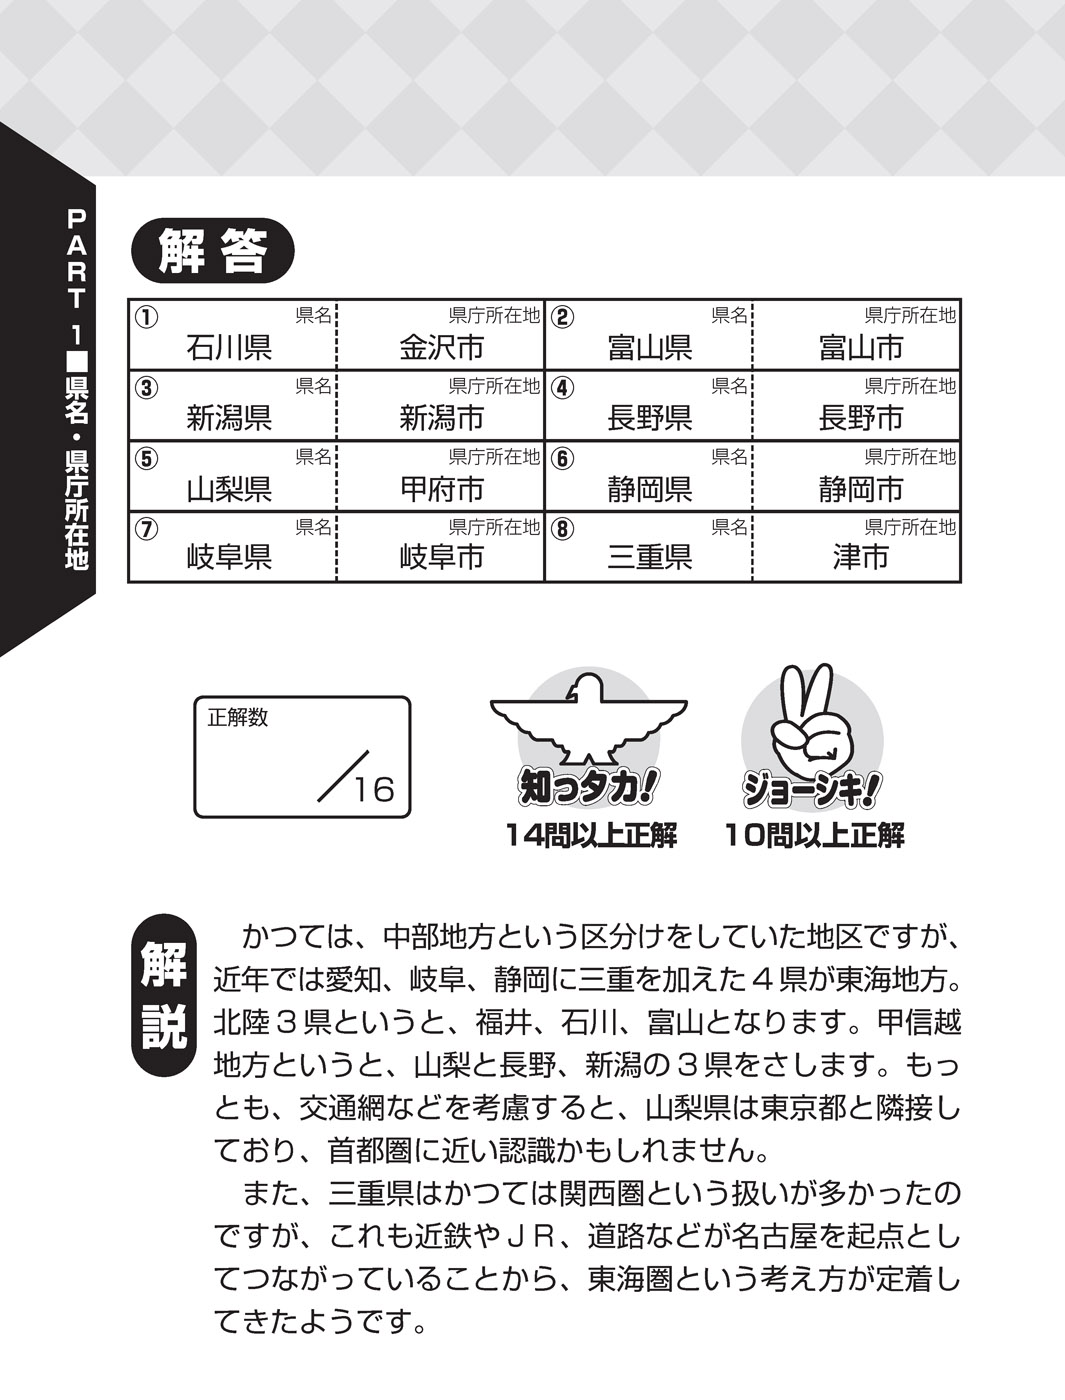 PART 1■県名・県庁所在地
解答
① 県名 県庁所在地 ② 県名 県庁所在地
石川県 金沢市 富山県 富山市
③ 県名 県庁所在地 ④ 県名 県庁所在地
新潟県 新潟市 長野県 長野市
⑤ 県名 県庁所在地 ⑥ 県名 県庁所在地
山梨県 甲府市 静岡県 静岡市
⑦ 県名 県庁所在地 ⑧ 県名 県庁所在地
岐阜県 岐阜市 三重県 津市
正解数
/16
知っタカ!
14問以上正解
ジョーシキ!
10問以上正解
解説
かつては、中部地方という区分けをしていた地区ですが、
近年では愛知、岐阜、静岡に三重を加えた4県が東海地方。
北陸3県というと、福井、石川、富山となります。甲信越
地方というと、山梨と長野、新潟の3県をさします。もっ
とも、交通網などを考慮すると、山梨県は東京都と隣接し
ており、首都圏に近い認識かもしれません。
また、三重県はかつては関西圏という扱いが多かったの
ですが、これも近鉄やJR、道路などが名古屋を起点とし
てつながっていることから、東海圏という考え方が定着し
てきたようです。